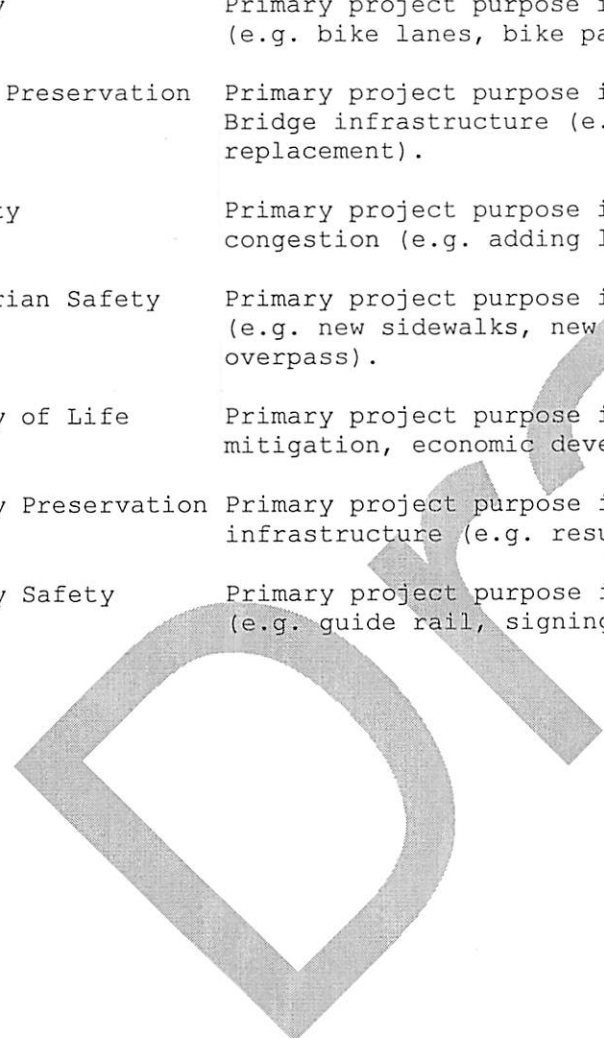 Primary project purpose i
(e.g. bike lanes, bike pa
Preservation Primary project purpose i
Bridge infrastructure (e.
replacement).
ty Primary project purpose i
congestion (e.g. adding l
rian Safety Primary project purpose i
(e.g. new sidewalks, new
overpass).
y of Life Primary project purpose i
mitigation, economic deve
y Preservation Primary project purpose i
infrastructure (e.g. resu
y Safety Primary project purpose i
(e.g. guide rail, signing
Dr